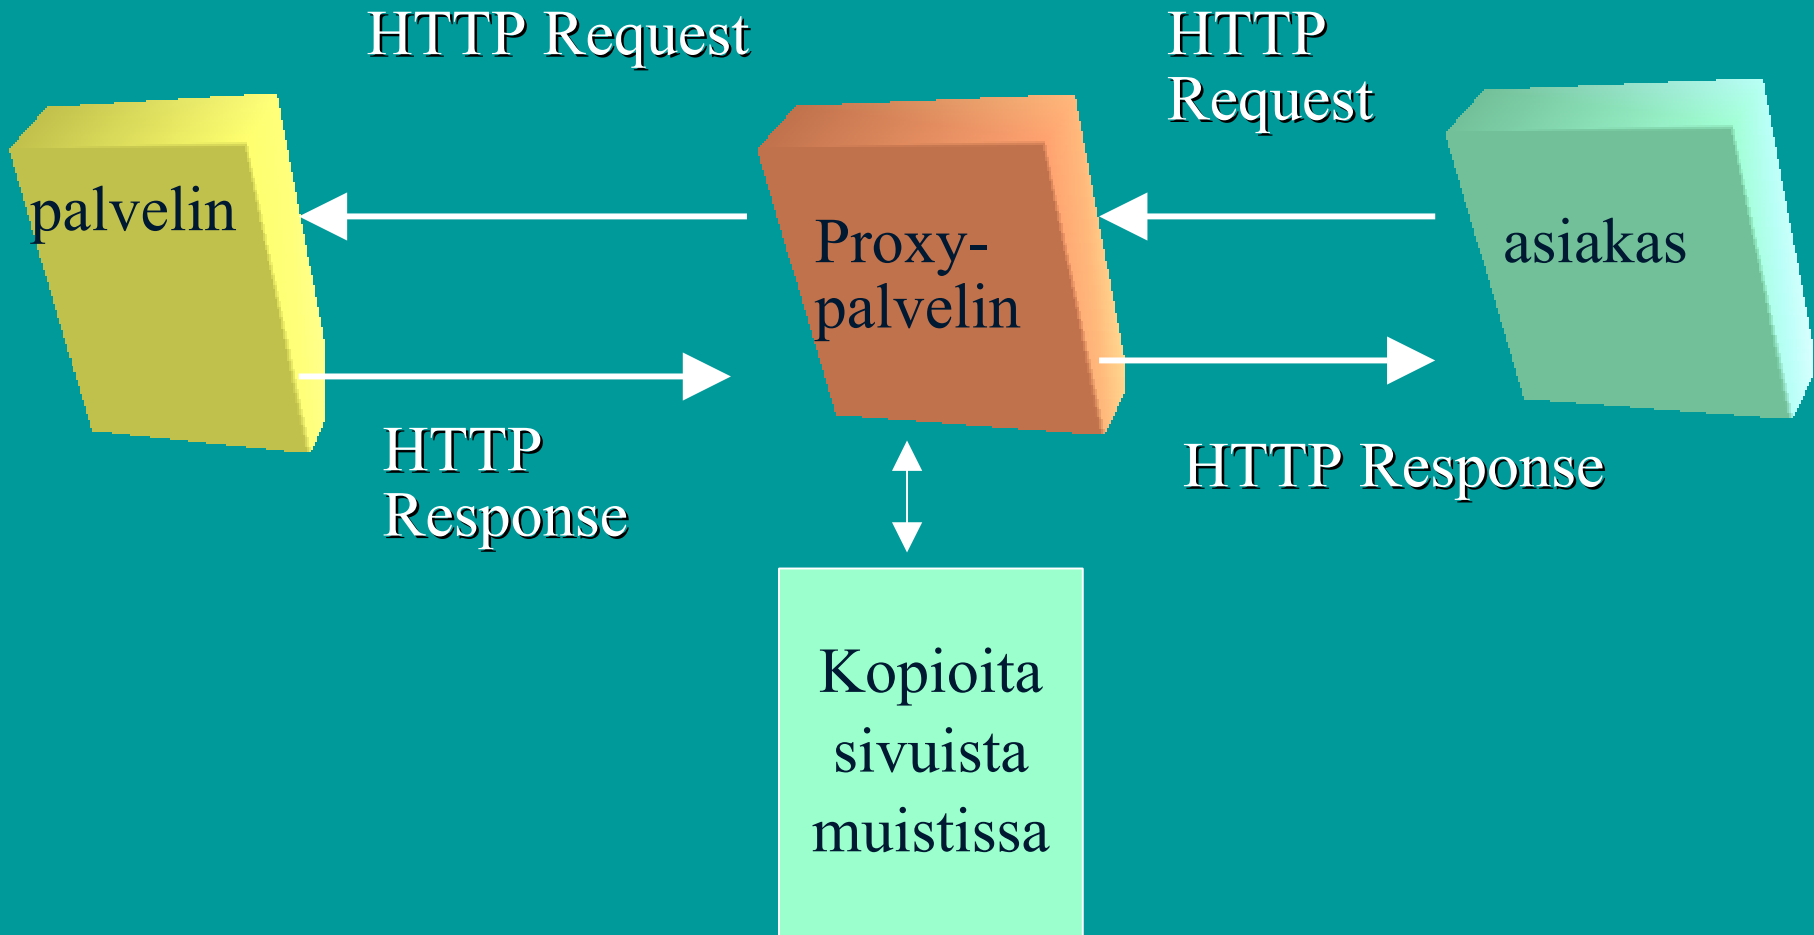 HTTP Request
HTTP
Request
palvelin
Proxy-
palvelin
asiakas
HTTP
Response
HTTP Response
Kopioita
sivuista
muistissa